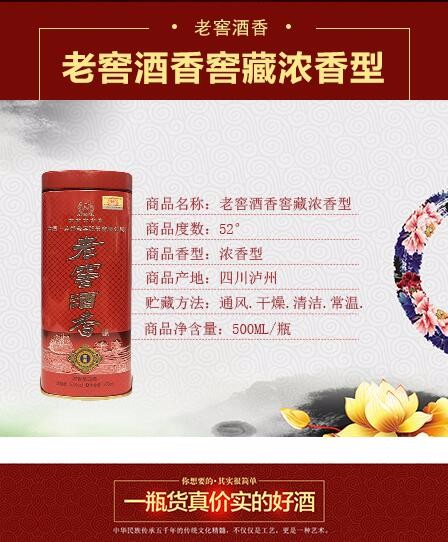 老窖酒香
老窖酒香窖藏浓香型
商品名称：老窖酒香窖藏浓香型
商品度数：52°
商品香型：浓香型
商品产地：四川泸州
贮藏方法：通风.干燥.清洁.常温.
商品净含量：500ML/瓶
老窖酒香
你想要的·其实很简单
一瓶货真价实的好酒
中华民族传承五千年的传统文化精髓，不仅仅是工艺，更是一种艺术。